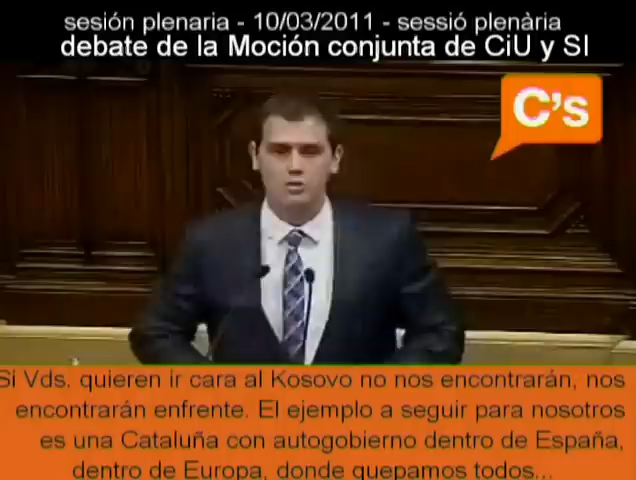 sesión plenaria - 10/03/2011 - sessió plenària
debate de la Moción conjunta de CiU y SI
C's
Si Vds. quieren ir cara al Kosovo no nos encontrarán, nos
encontrarán enfrente. El ejemplo a seguir para nosotros
es una Cataluña con autogobierno dentro de España,
dentro de Europa, donde quepamos todos...